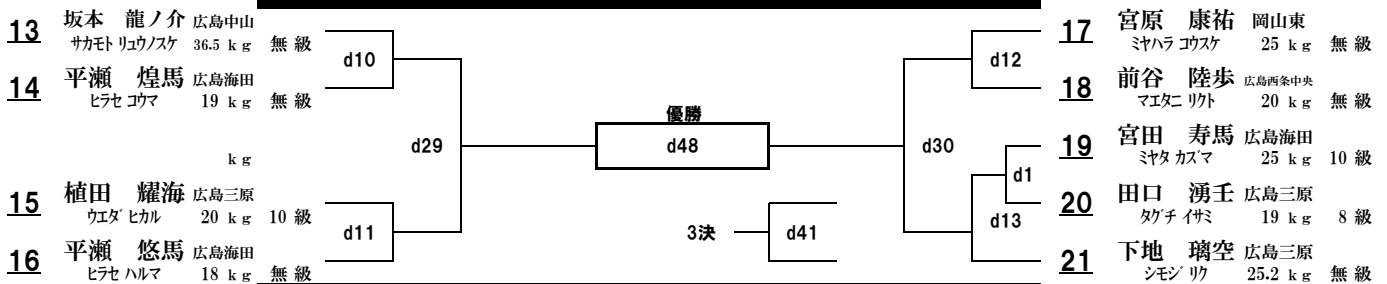 13 坂本 龍ノ介 広島中山
サカモト リュウノスケ 36.5 kg 無級
14 平瀬 煌馬 広島海田
ヒラセ コウマ 19 kg 無級
kg
15 植田 耀海 広島三原
ウエダ ヒカル 20 kg 10 級
16 平瀬 悠馬 広島海田
ヒラセ ハルマ 18 kg 無級
d10
d29
d11
優勝
d48
3決
d41
d12
d30
d1
d13
17 宮原 康祐 岡山東
ミヤハラ コウスケ 25 kg 無級
18 前谷 陸歩 広島西条中央
マエタニ リクト 20 kg 無級
19 宮田 寿馬 広島海田
ミヤタ カズマ 25 kg 10 級
20 田口 湧壬 広島三原
タグチ イサミ 19 kg 8 級
21 下地 璃空 広島三原
シモジ リク 25.2 kg 無級